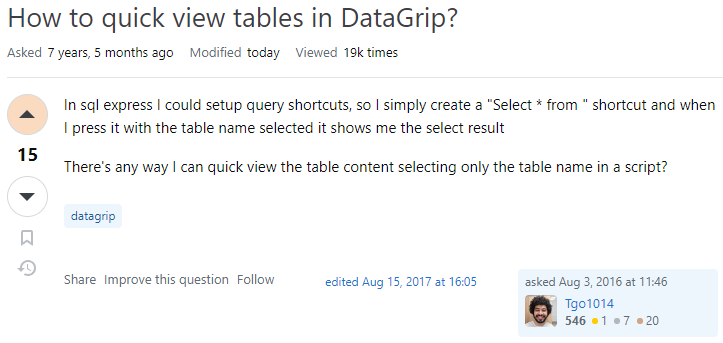 How to quick view tables in DataGrip?
Asked 7 years, 5 months ago Modified today Viewed 19k times
In sql express I could setup query shortcuts, so I simply create a "Select * from " shortcut and when
I press it with the table name selected it shows me the select result
15
There's any way I can quick view the table content selecting only the table name in a script?
datagrip
Share Improve this question Follow
edited Aug 15, 2017 at 16:05
asked Aug 3, 2016 at 11:46
Tgo1014
546 1 7 20